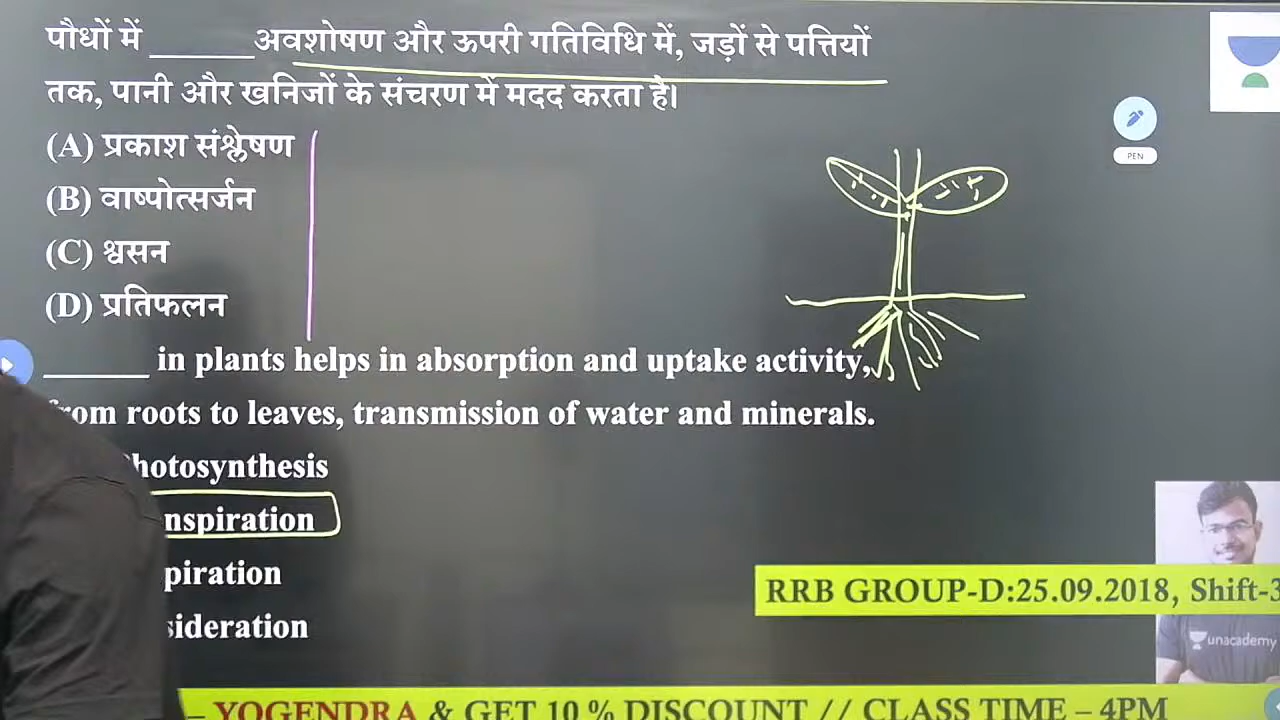 पौधों में ______ अवशोषण और ऊपरी गतिविधि में, जड़ों से पत्तियों
तक, पानी और खनिजों के संचरण में मदद करता है।
(A) प्रकाश संश्लेषण
(B) वाष्पोत्सर्जन
(C) श्वसन
(D) प्रतिफलन
PEN
______ in plants helps in absorption and uptake activity,
from roots to leaves, transmission of water and minerals.
Photosynthesis
nspiration
piration
sideration
RRB GROUP-D:25.09.2018, Shift-3
unacademy
– YOGENDRA & GET 10 % DISCOUNT // CLASS TIME – 4PM